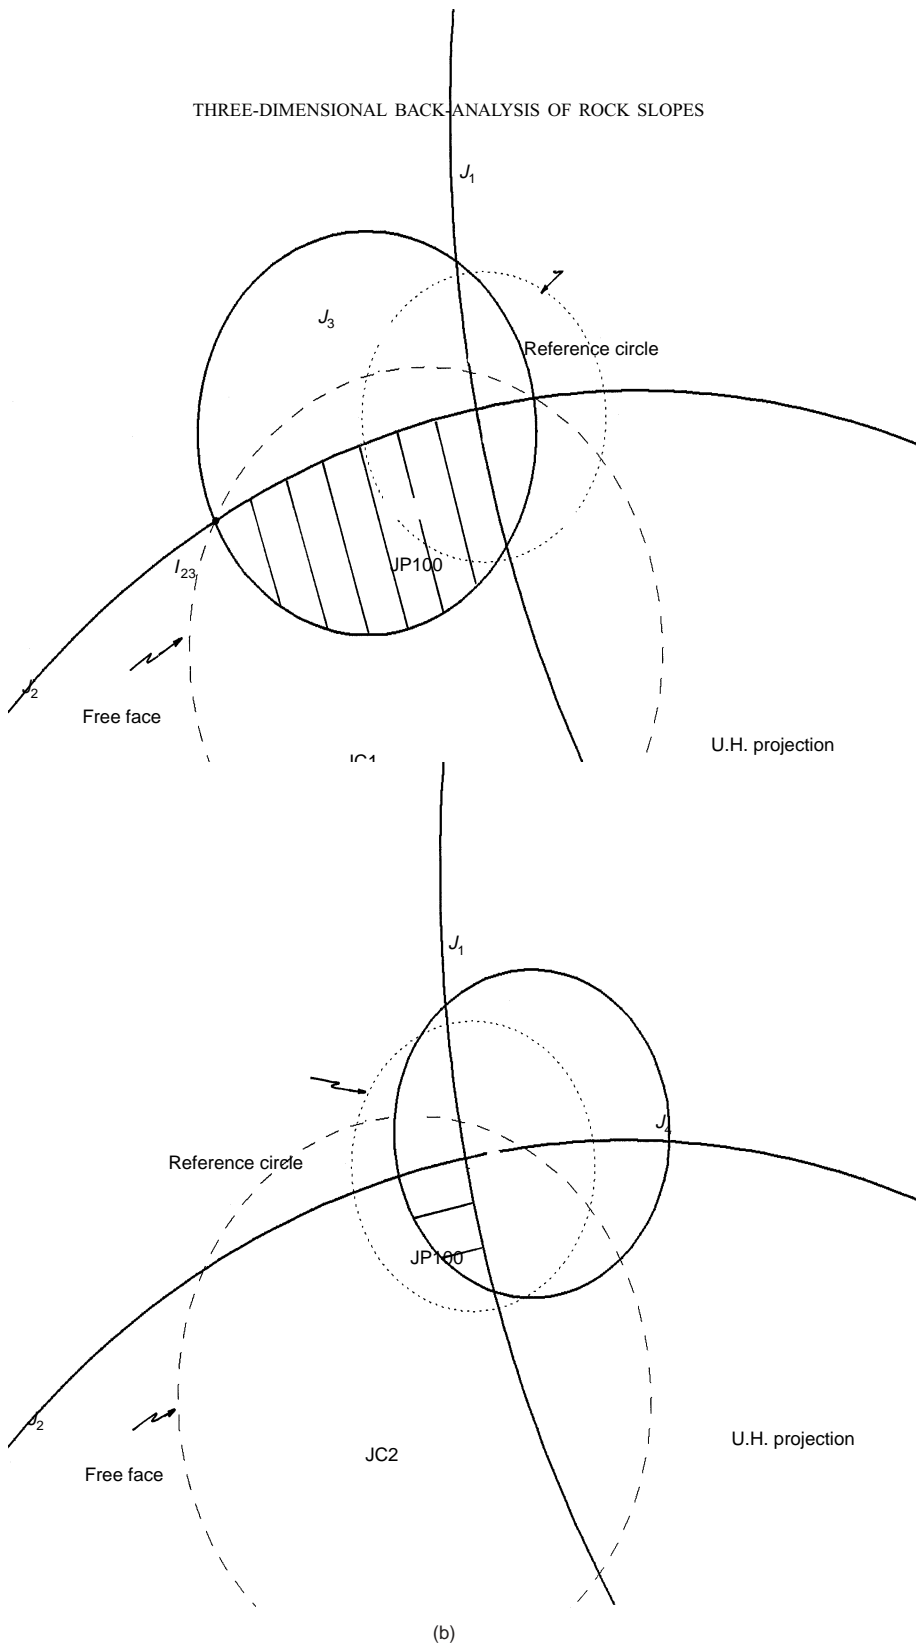 THREE-DIMENSIONAL BACK-ANALYSIS OF ROCK SLOPES
J1
J3
Reference circle
JP100
I23
J2
Free face
U.H. projection
JC1
J1
J4
Reference circle
JP100
J2
U.H. projection
JC2
Free face
(b)